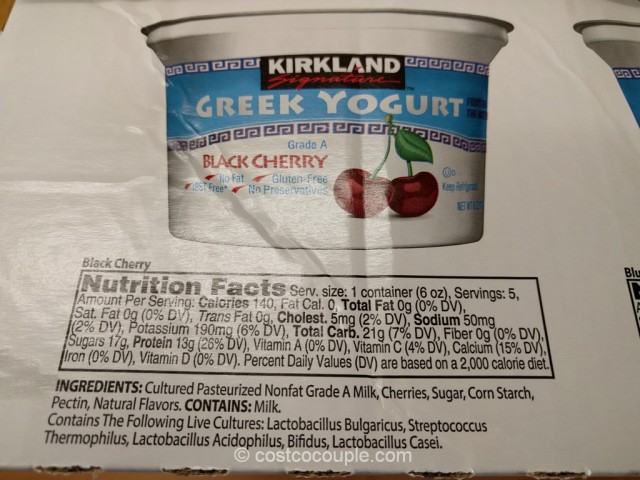 KIRKLAND
Signature
GREEK YOGURT
Grade A
BLACK CHERRY
No Fat Gluten-Free
No Preservatives
Keep Refrigerated
Black Cherry
Nutrition Facts Serv. size: 1 container (6 oz), Servings: 5,
Amount Per Serving: Calories 140, Fat Cal. 0, Total Fat 0g (0% DV),
Sat. Fat 0g (0% DV), Trans Fat 0g, Cholest. 5mg (2% DV), Sodium 50mg
(2% DV), Potassium 190mg (6% DV), Total Carb. 21g (7% DV), Fiber 0g (0% DV),
Sugars 17g, Protein 13g (26% DV), Vitamin A (0% DV), Vitamin C (4% DV), Calcium (15% DV),
Iron (0% DV), Vitamin D (0% DV). Percent Daily Values (DV) are based on a 2,000 calorie diet.
INGREDIENTS: Cultured Pasteurized Nonfat Grade A Milk, Cherries, Sugar, Corn Starch,
Pectin, Natural Flavors. CONTAINS: Milk.
Contains The Following Live Cultures: Lactobacillus Bulgaricus, Streptococcus
Thermophilus, Lactobacillus Acidophilus, Bifidus, Lactobacillus Casei.
© costcocouple.com